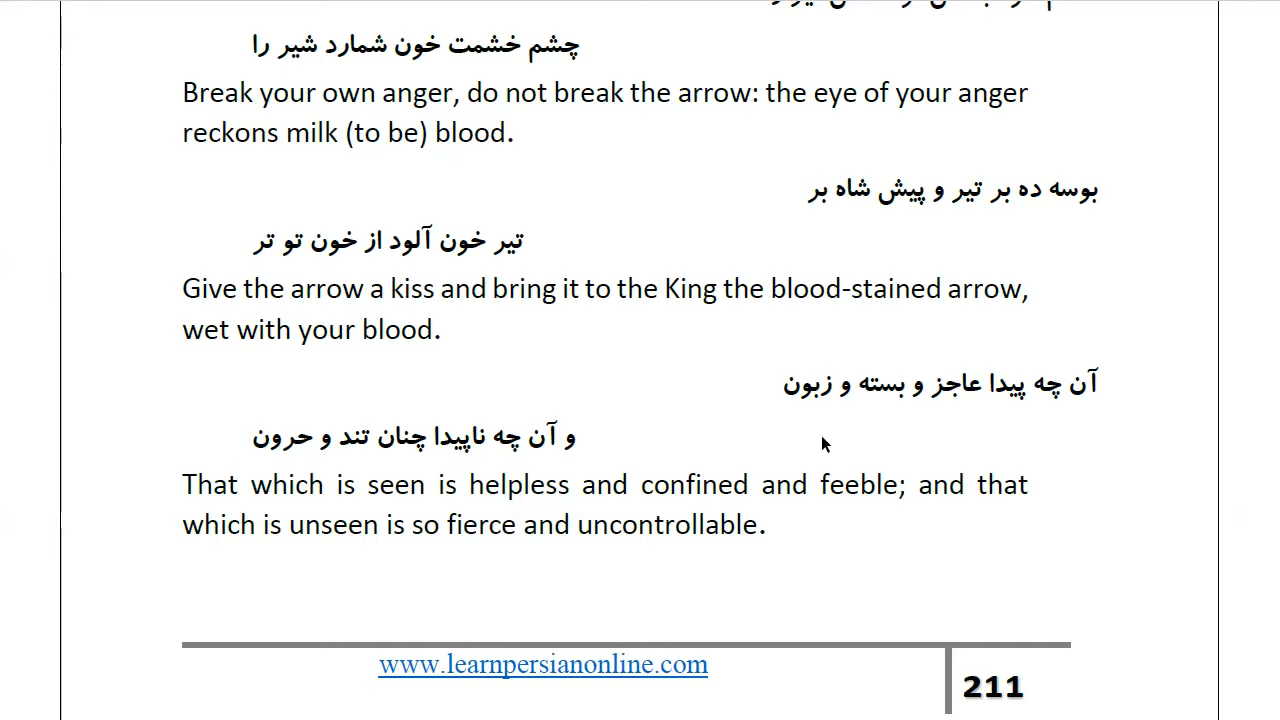 چشم خشمت خون شمارد شیر را
Break your own anger, do not break the arrow: the eye of your anger
reckons milk (to be) blood.
بوسه ده بر تیر و پیش شاه بر
تیر خون آلود از خون تو تر
Give the arrow a kiss and bring it to the King the blood-stained arrow,
wet with your blood.
آن چه پیدا عاجز و بسته و زبون
و آن چه ناپیدا چنان تند و حرون
That which is seen is helpless and confined and feeble; and that
which is unseen is so fierce and uncontrollable.
www.learnpersianonline.com
211